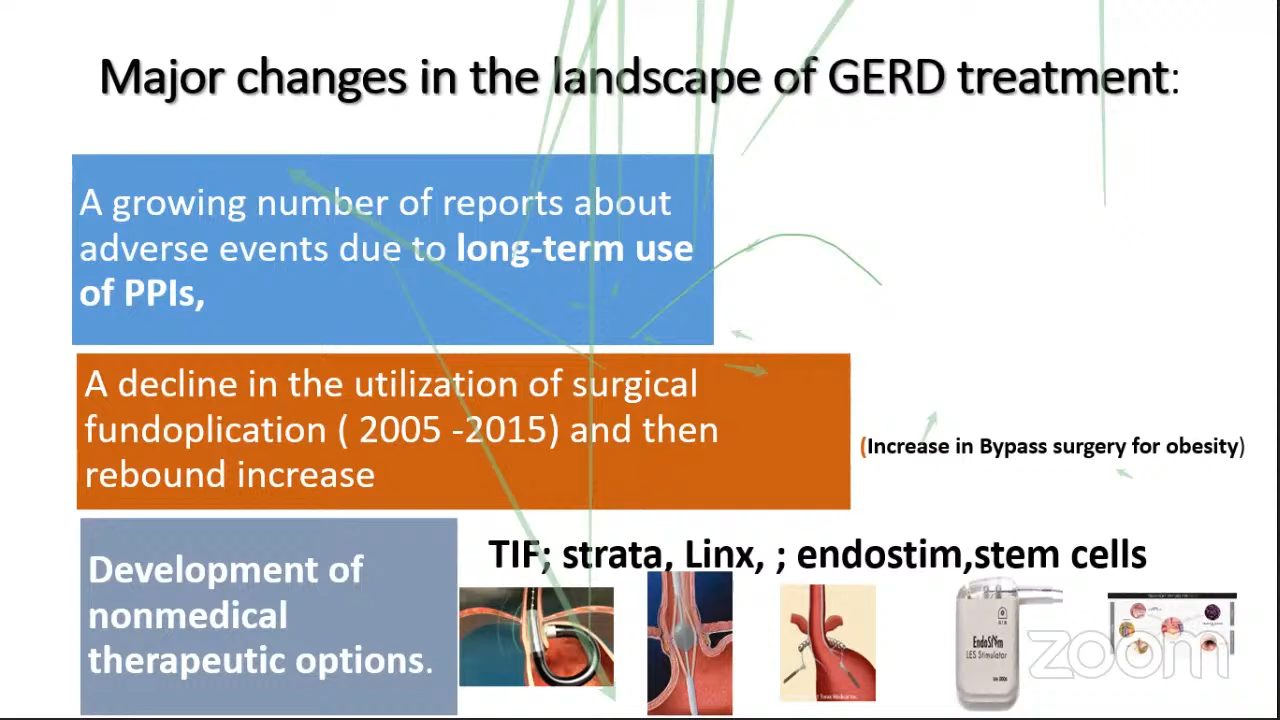 Major changes in the landscape of GERD treatment:
A growing number of reports about
adverse events due to long-term use
of PPIs,
A decline in the utilization of surgical
fundoplication ( 2005 -2015) and then
rebound increase
(Increase in Bypass surgery for obesity)
Development of
nonmedical
therapeutic options.
TIF; strata, Linx, ; endostim,stem cells
EndoStim
LES Stimulator
zoom